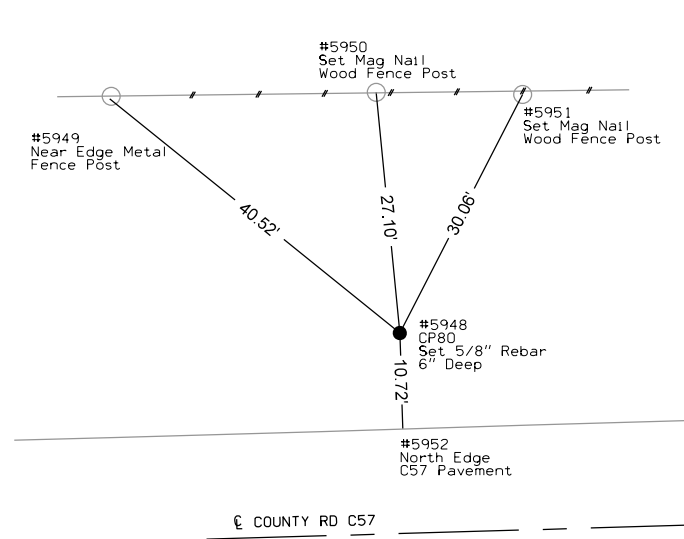 #5950
Set Mag Nail
Wood Fence Post
#5951
Set Mag Nail
Wood Fence Post
#5949
Near Edge Metal
Fence Post
40.52'
27.10'
30.06'
#5948
CP80
Set 5/8" Rebar
6" Deep
10.72'
#5952
North Edge
C57 Pavement
℄ COUNTY RD C57